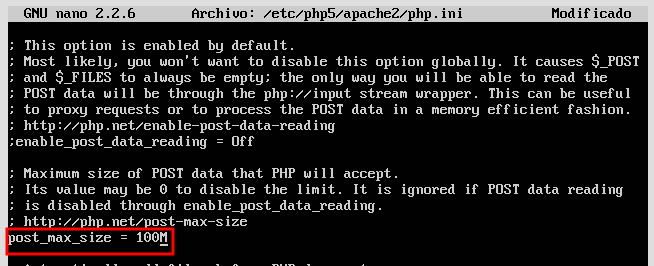 GNU nano 2.2.6 Archivo: /etc/php5/apache2/php.ini Modificado
; This option is enabled by default.
; Most likely, you won't want to disable this option globally. It causes $_POST
; and $_FILES to always be empty; the only way you will be able to read the
; POST data will be through the php://input stream wrapper. This can be useful
; to proxy requests or to process the POST data in a memory efficient fashion.
; http://php.net/enable-post-data-reading
;enable_post_data_reading = Off
; Maximum size of POST data that PHP will accept.
; Its value may be 0 to disable the limit. It is ignored if POST data reading
; is disabled through enable_post_data_reading.
; http://php.net/post-max-size
post_max_size = 100M